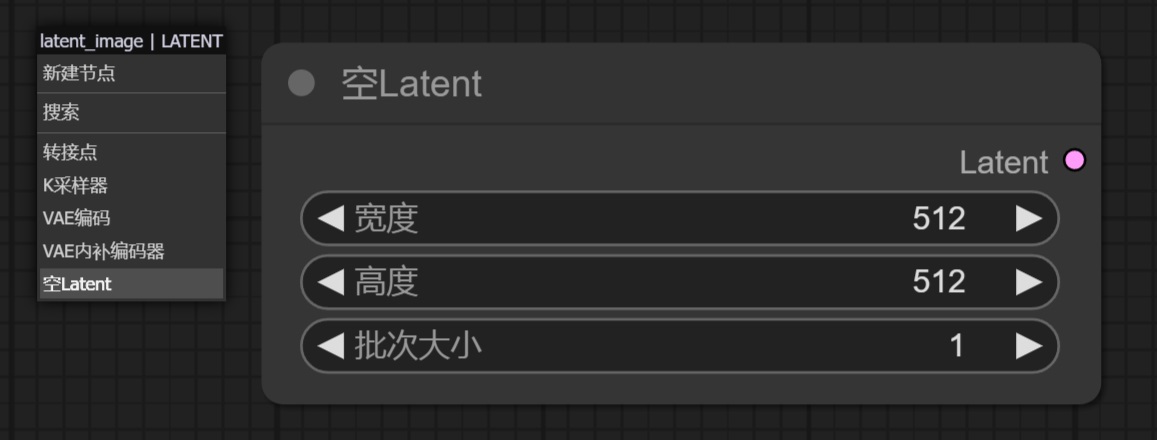 latent_image | LATENT
新建节点
搜索
转接点
K采样器
VAE编码
VAE内补编码器
空Latent
空Latent
Latent
宽度 512
高度 512
批次大小 1